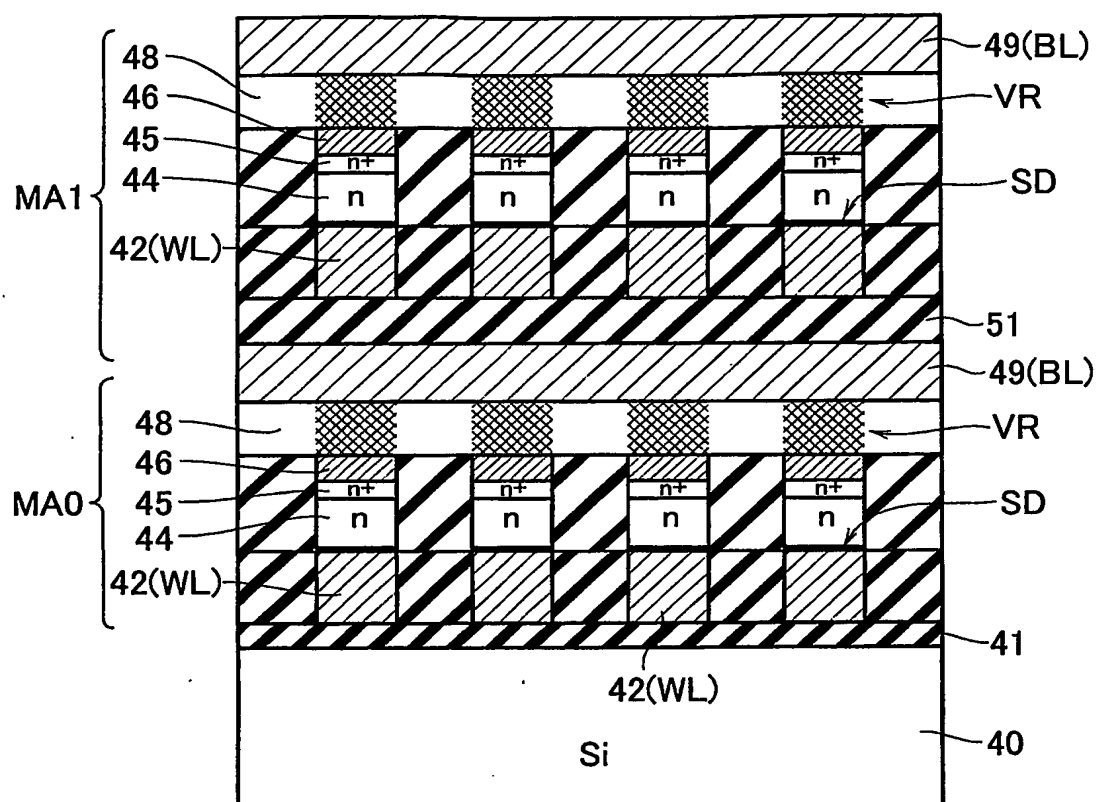 49(BL)
48
46
VR
45
n+ n+ n+ n+
44
n n n n
SD
MA1
42(WL)
51
49(BL)
48
VR
46
45
n+ n+ n+ n+
MA0
SD
44
n n n n
42(WL)
41
42(WL)
40
Si